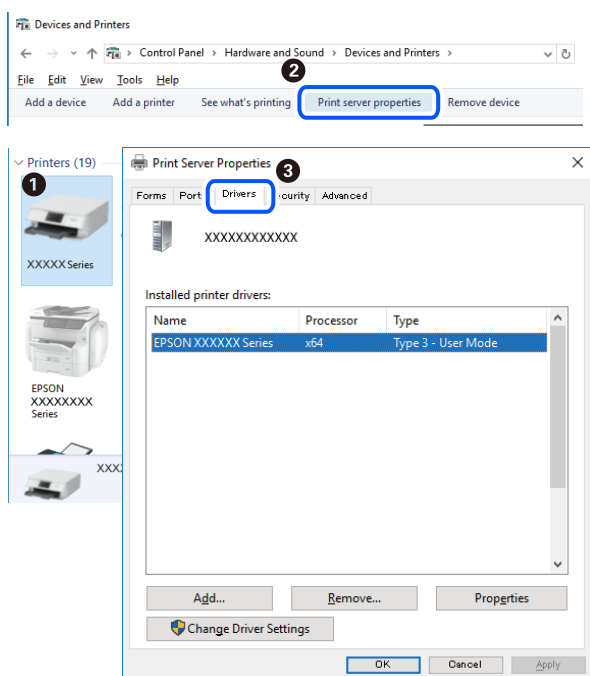 Devices and Printers
Control Panel > Hardware and Sound > Devices and Printers >
2
File Edit View Tools Help
Add a device Add a printer See what's printing Print server properties Remove device
Printers (19)
1
XXXXX Series
EPSON
XXXXXXXX
Series
XXX
Print Server Properties
3
Forms Port Drivers curity Advanced
XXXXXXXXXXXX
Installed printer drivers:
Name Processor Type
EPSON XXXXXX Series x64 Type 3 - User Mode
Add... Remove... Properties
Change Driver Settings
OK Cancel Apply